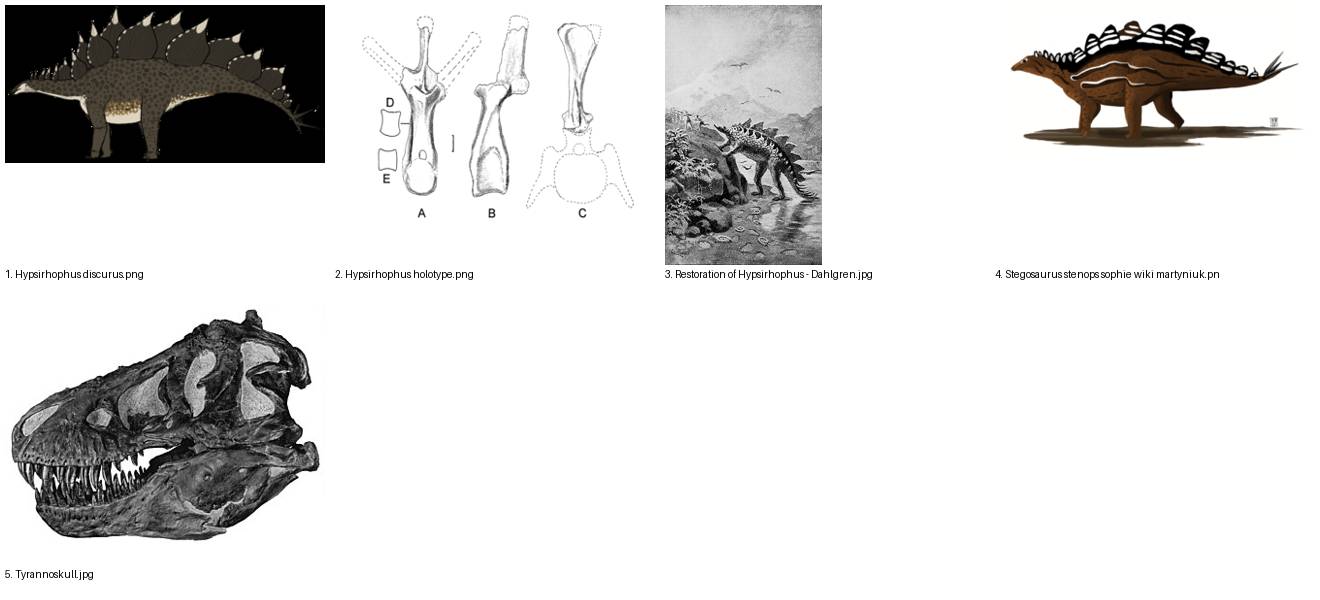 D
E
A
B
C
1. Hypsirhophus discurus.png
2. Hypsirhophus holotype.png
3. Restoration of Hypsirhophus - Dahlgren.jpg
4. Stegosaurus stenops sophie wiki martyniuk.pn
5. Tyrannoskull.jpg